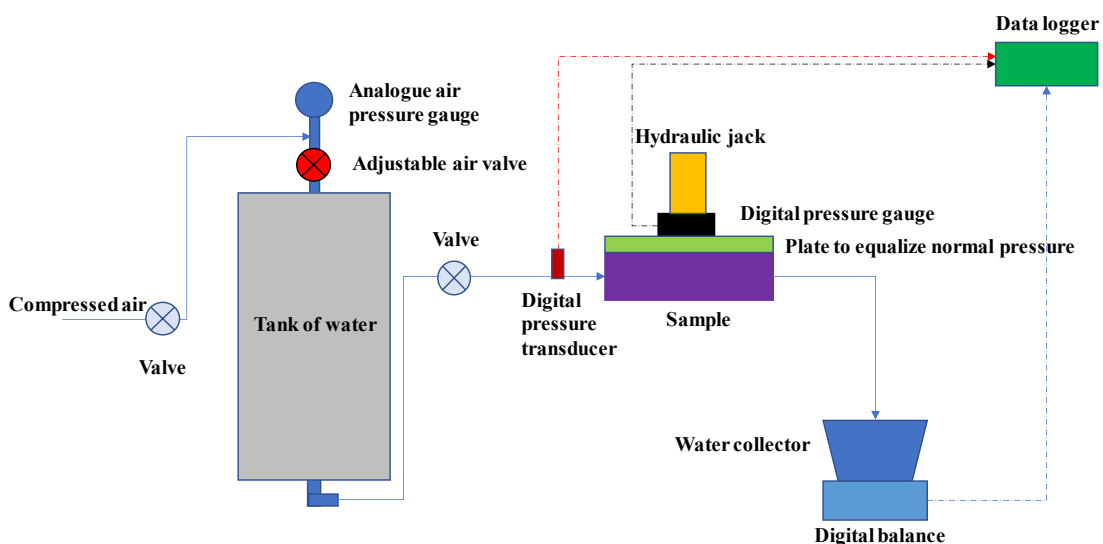 Data logger
Analogue air
pressure gauge
Hydraulic jack
Adjustable air valve
Digital pressure gauge
Valve
Plate to equalize normal pressure
Compressed air
Digital
pressure
transducer
Sample
Tank of water
Valve
Water collector
Digital balance